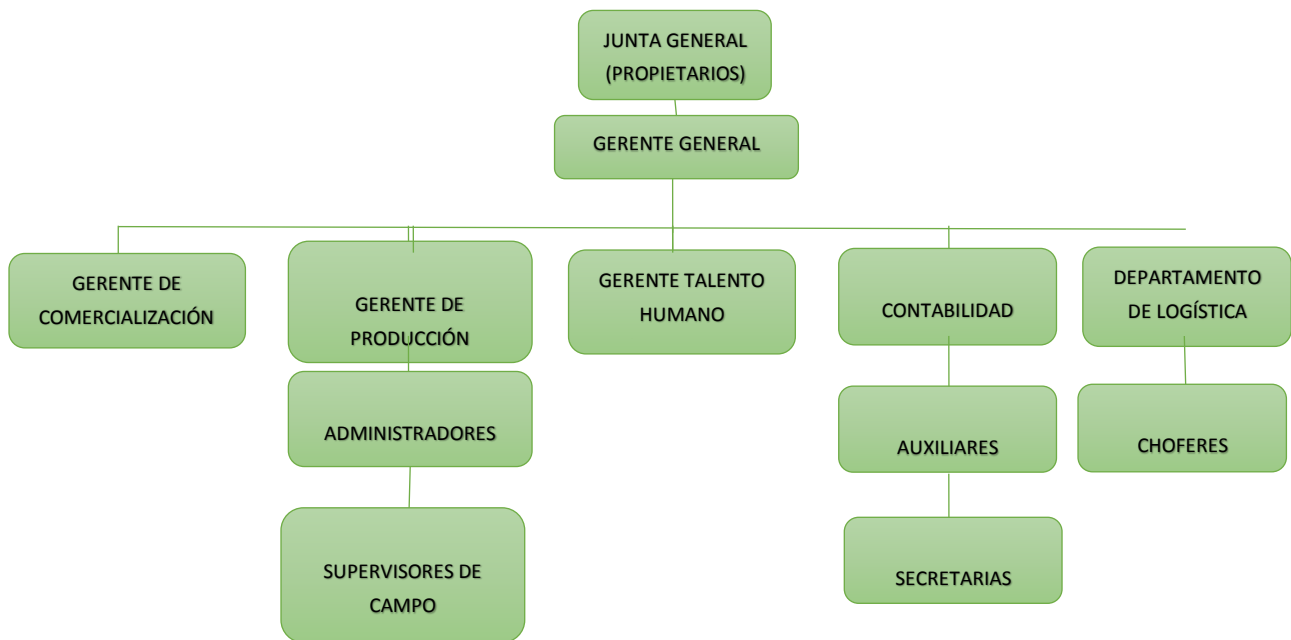 JUNTA GENERAL
(PROPIETARIOS)
GERENTE GENERAL
GERENTE DE
COMERCIALIZACIÓN
GERENTE DE
PRODUCCIÓN
GERENTE TALENTO
HUMANO
CONTABILIDAD
DEPARTAMENTO
DE LOGÍSTICA
ADMINISTRADORES
AUXILIARES
CHOFERES
SUPERVISORES DE
CAMPO
SECRETARIAS